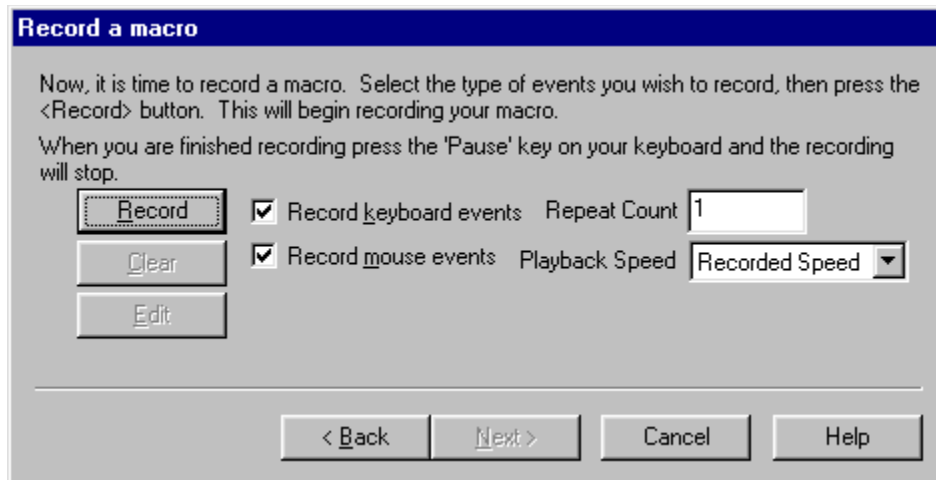 Record a macro
Now, it is time to record a macro.  Select the type of events you wish to record, then press the
<Record> button.  This will begin recording your macro.
When you are finished recording press the 'Pause' key on your keyboard and the recording
will stop.
Record
Record keyboard events
Repeat Count
1
Clear
Record mouse events
Playback Speed
Recorded Speed
Edit
< Back
Next >
Cancel
Help